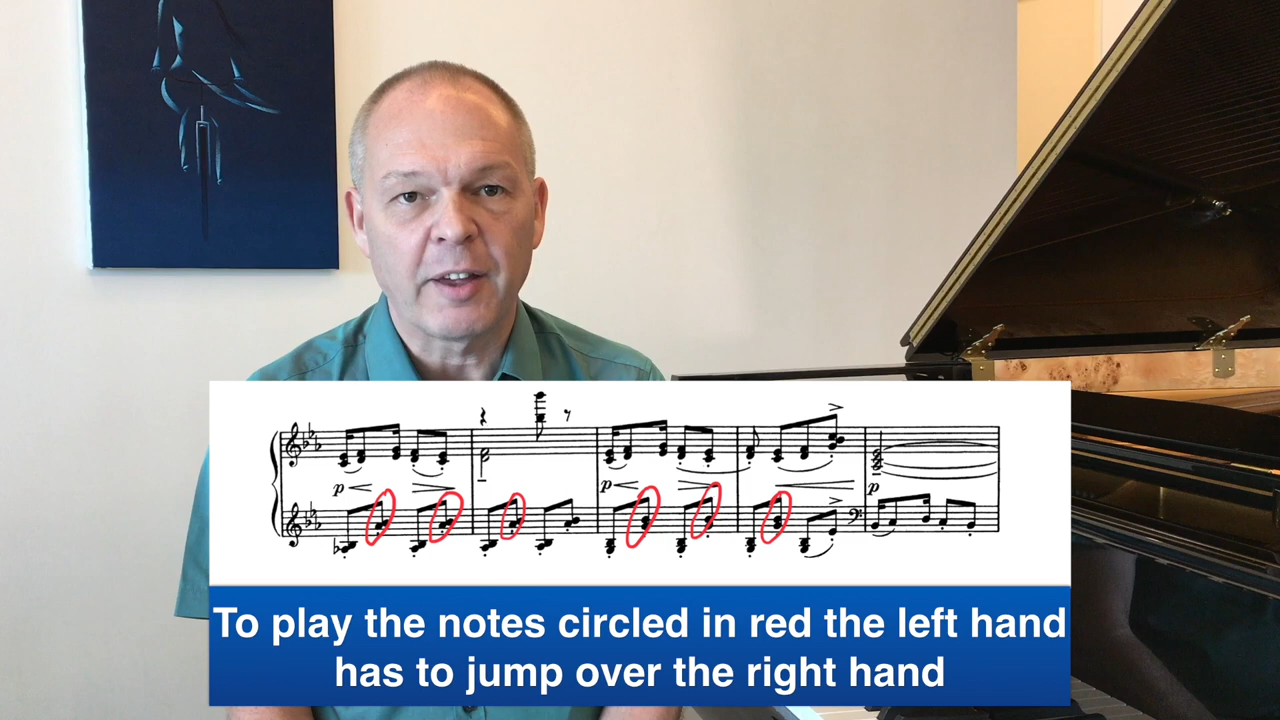 p
p
p
To play the notes circled in red the left hand
has to jump over the right hand